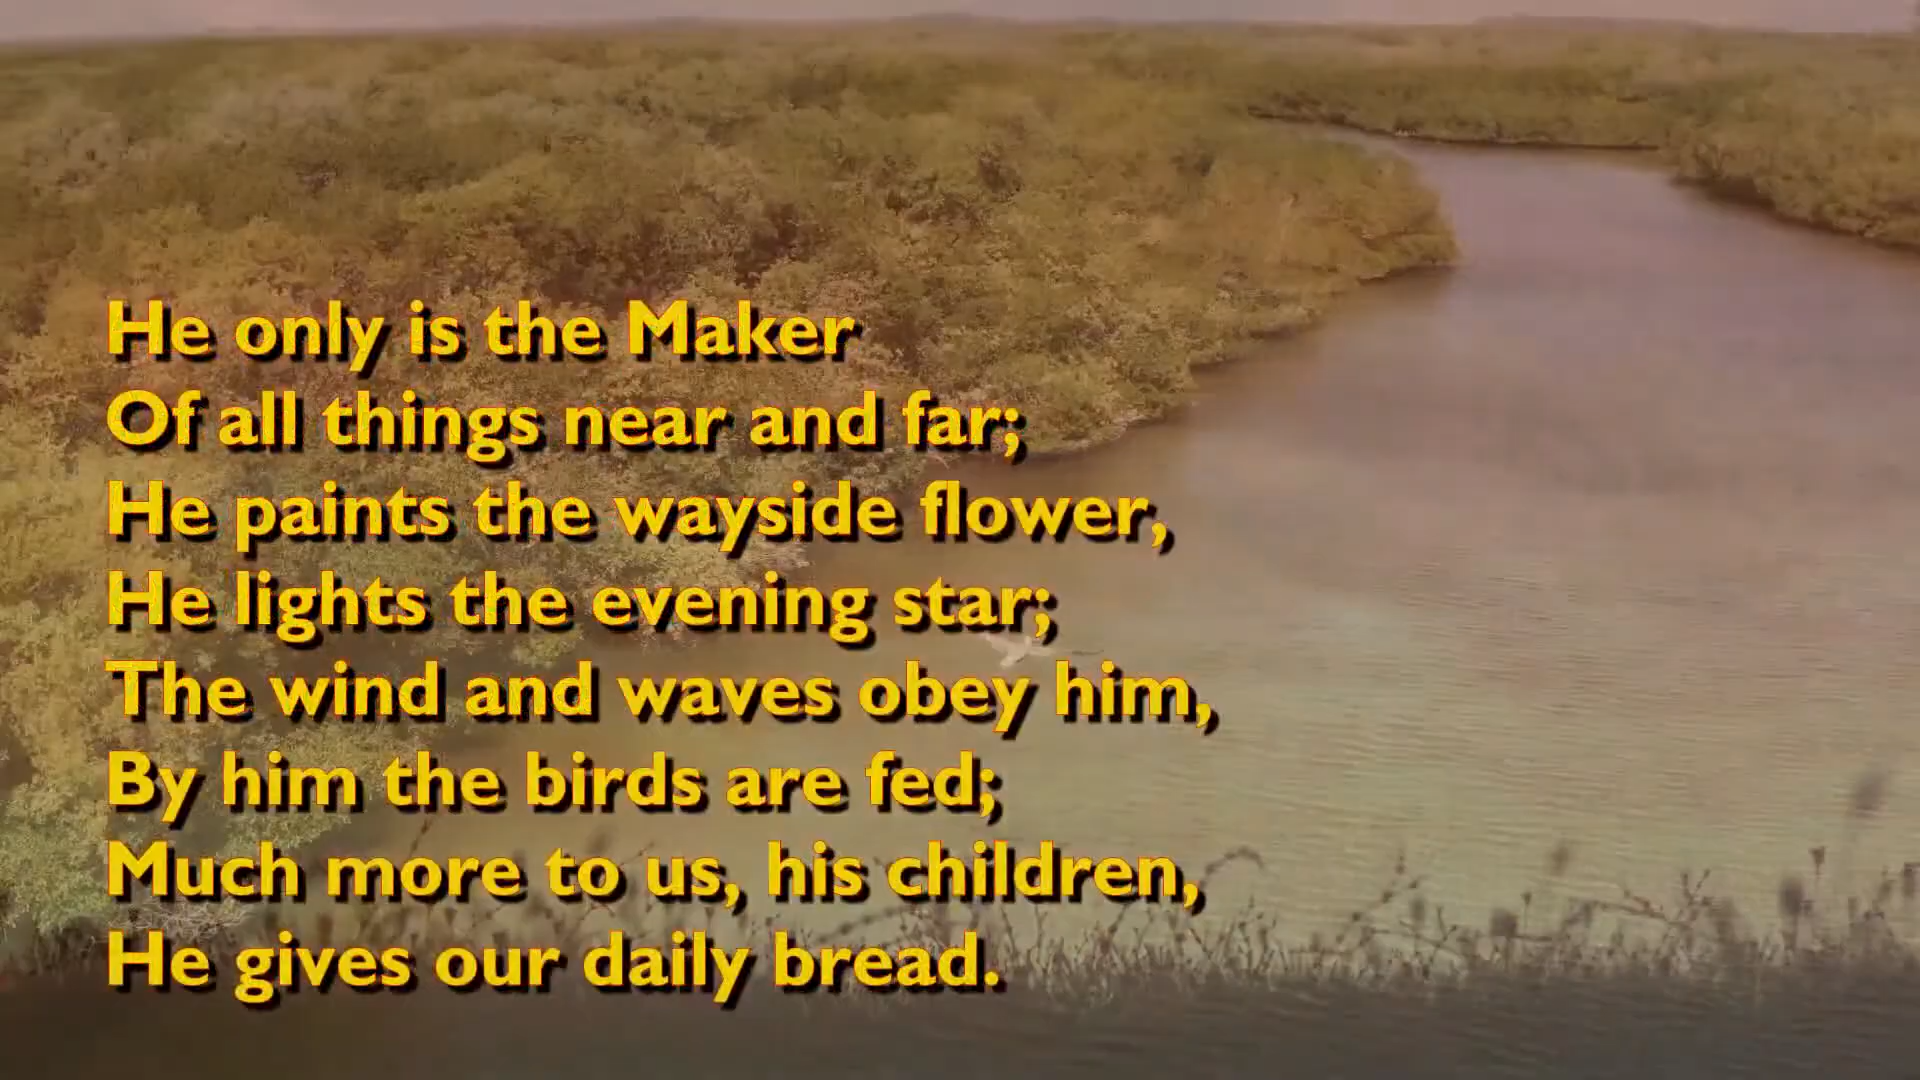 He only is the Maker
Of all things near and far;
He paints the wayside flower,
He lights the evening star;
The wind and waves obey him,
By him the birds are fed;
Much more to us, his children,
He gives our daily bread.